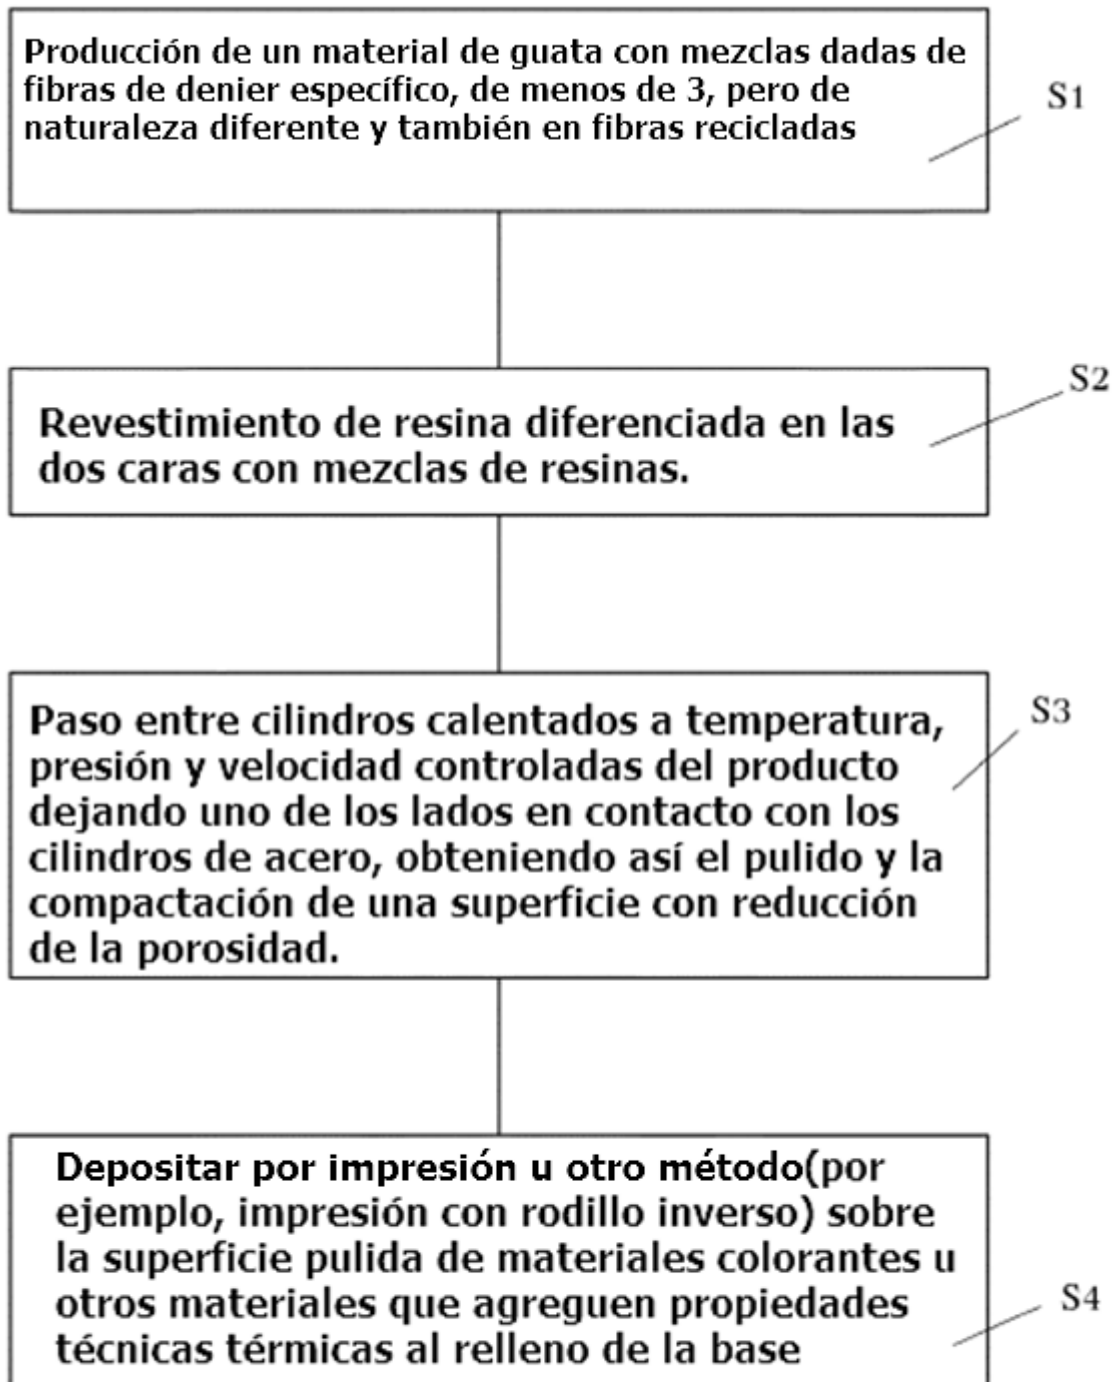 Producción de un material de guata con mezclas dadas de
fibras de denier específico, de menos de 3, pero de
naturaleza diferente y también en fibras recicladas
S1
Revestimiento de resina diferenciada en las
dos caras con mezclas de resinas.
S2
Paso entre cilindros calentados a temperatura,
presión y velocidad controladas del producto
dejando uno de los lados en contacto con los
cilindros de acero, obteniendo así el pulido y la
compactación de una superficie con reducción
de la porosidad.
S3
Depositar por impresión u otro método(por
ejemplo, impresión con rodillo inverso) sobre
la superficie pulida de materiales colorantes u
otros materiales que agreguen propiedades
técnicas térmicas al relleno de la base
S4